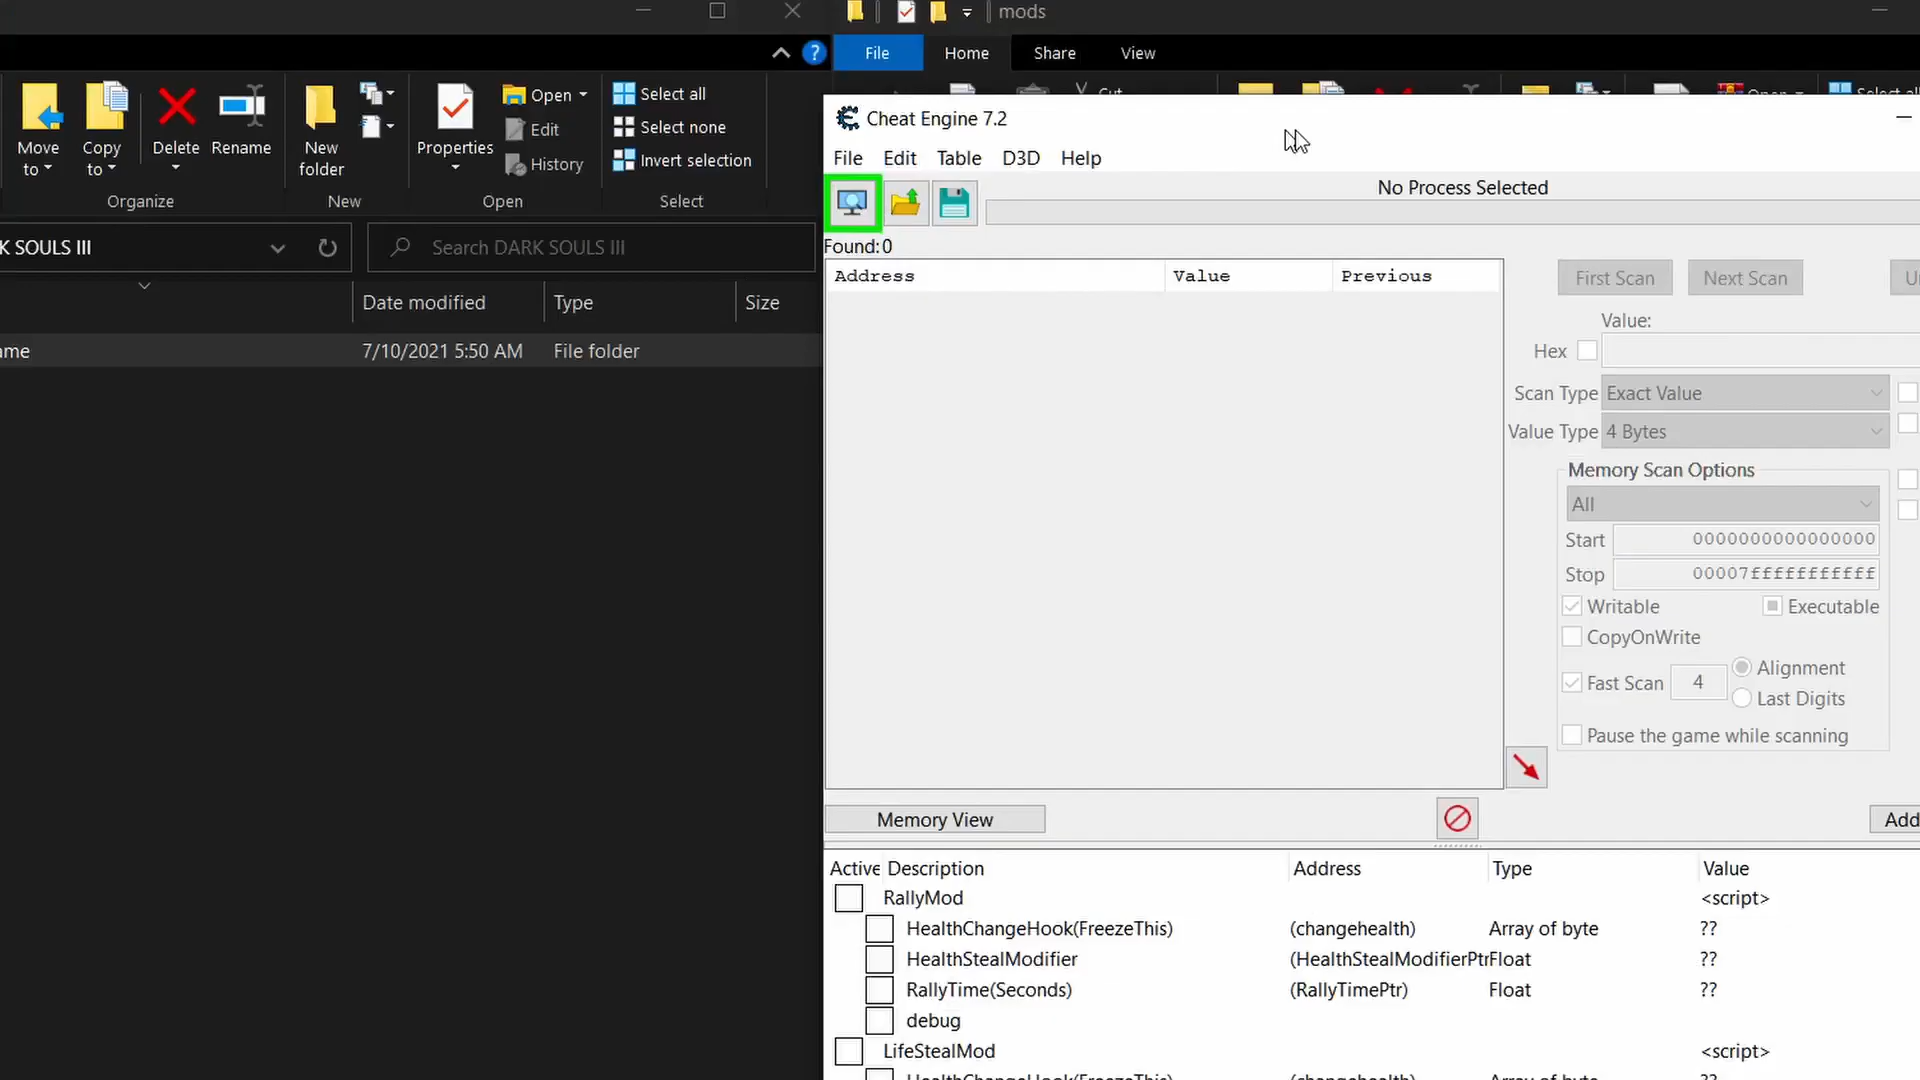 mods
?
File
Home
Share
View
Move
to
Copy
to
Delete
Rename
New
folder
Properties
Open
Edit
History
Select all
Select none
Invert selection
Organize
New
Open
Select
K SOULS III
Search DARK SOULS III
Date modified
Type
Size
ame
7/10/2021 5:50 AM
File folder
Cheat Engine 7.2
File
Edit
Table
D3D
Help
No Process Selected
Found: 0
Address
Value
Previous
First Scan
Next Scan
Value:
Hex
Scan Type
Exact Value
Value Type
4 Bytes
Memory Scan Options
All
Start
0000000000000000
Stop
00007fffffffffff
Writable
Executable
CopyOnWrite
Fast Scan
4
Alignment
Last Digits
Pause the game while scanning
Memory View
Add
Active
Description
Address
Type
Value
RallyMod
<script>
HealthChangeHook(FreezeThis)
(changehealth)
Array of byte
??
HealthStealModifier
(HealthStealModifierPtr
Float
??
RallyTime(Seconds)
(RallyTimePtr)
Float
??
debug
LifeStealMod
<script>